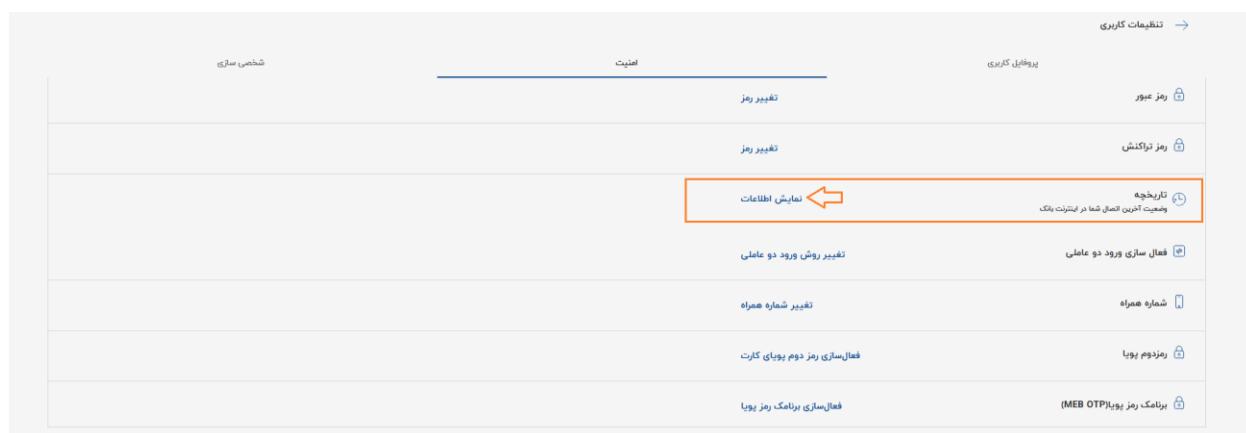 تنظیمات کاربری
پروفایل کاربری
امنیت
شخصی سازی
رمز عبور
تغییر رمز
رمز تراکنش
تغییر رمز
تاریخچه
وضعیت آخرین اتصال شما در اینترنت بانک
نمایش اطلاعات
فعال سازی ورود دو عاملی
تغییر روش ورود دو عاملی
شماره همراه
تغییر شماره همراه
رمزدوم پویا
فعال‌سازی رمز دوم پویای کارت
برنامک رمز پویا(MEB OTP)
فعال‌سازی برنامک رمز پویا